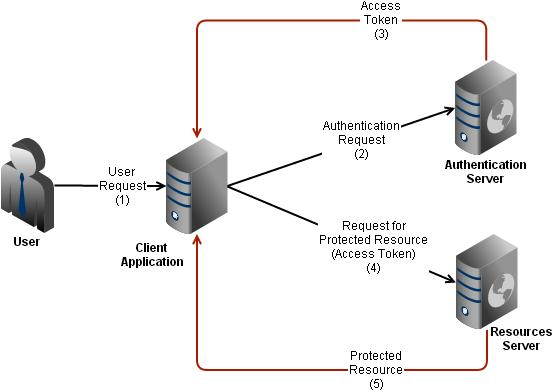 Access
Token
(3)
Authentication
Request
(2)
Authentication
Server
User
Request
(1)
User
Client
Application
Request for
Protected Resource
(Access Token)
(4)
Resources
Server
Protected
Resource
(5)